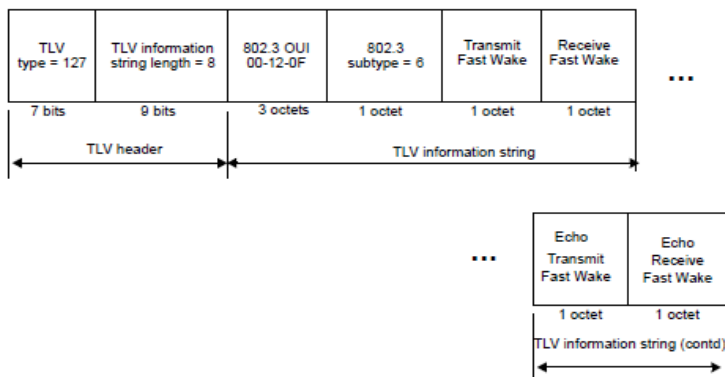 TLV
type = 127
TLV information
string length = 8
802.3 OUI
00-12-0F
802.3
subtype = 6
Transmit
Fast Wake
Receive
Fast Wake
...
7 bits
9 bits
3 octets
1 octet
1 octet
1 octet
TLV header
TLV information string
...
Echo
Transmit
Fast Wake
Echo
Receive
Fast Wake
1 octet
1 octet
TLV information string (contd)